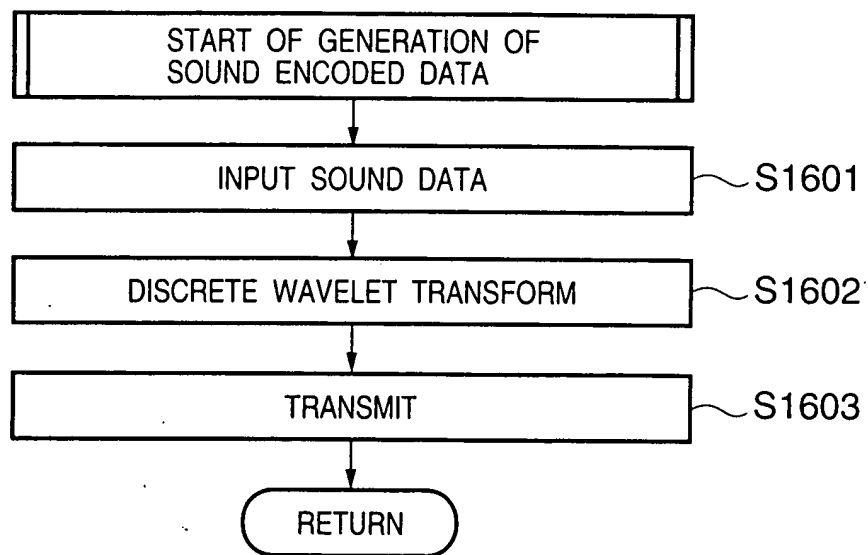 START OF GENERATION OF
SOUND ENCODED DATA
INPUT SOUND DATA
S1601
DISCRETE WAVELET TRANSFORM
S1602
TRANSMIT
S1603
RETURN